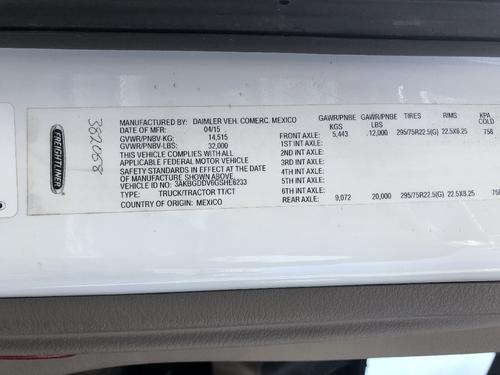 FREIGHTLINER
382058
MANUFACTURED BY: DAIMLER VEH. COMERC. MEXICO
DATE OF MFR: 04/15
GVWR/PNBV-KG: 14,515
GVWR/PNBV-LBS: 32,000
THIS VEHICLE COMPLIES WITH ALL
APPLICABLE FEDERAL MOTOR VEHICLE
SAFETY STANDARDS IN EFFECT AT THE DATE
OF MANUFACTURE SHOWN ABOVE.
VEHICLE ID NO.: 3AKBGDDV6GSHE6233
TYPE: TRUCK/TRACTOR TT/CT
COUNTRY OF ORIGIN: MEXICO
GAWR/PNBE KGS GAWR/PNBE LBS TIRES RIMS KPA COLD
FRONT AXLE: 5,443 12,000 295/75R22.5(G) 22.5X8.25 758
1ST INT AXLE:
2ND INT AXLE:
3RD INT AXLE:
4TH INT AXLE:
5TH INT AXLE:
6TH INT AXLE:
REAR AXLE: 9,072 20,000 295/75R22.5(G) 22.5X8.25